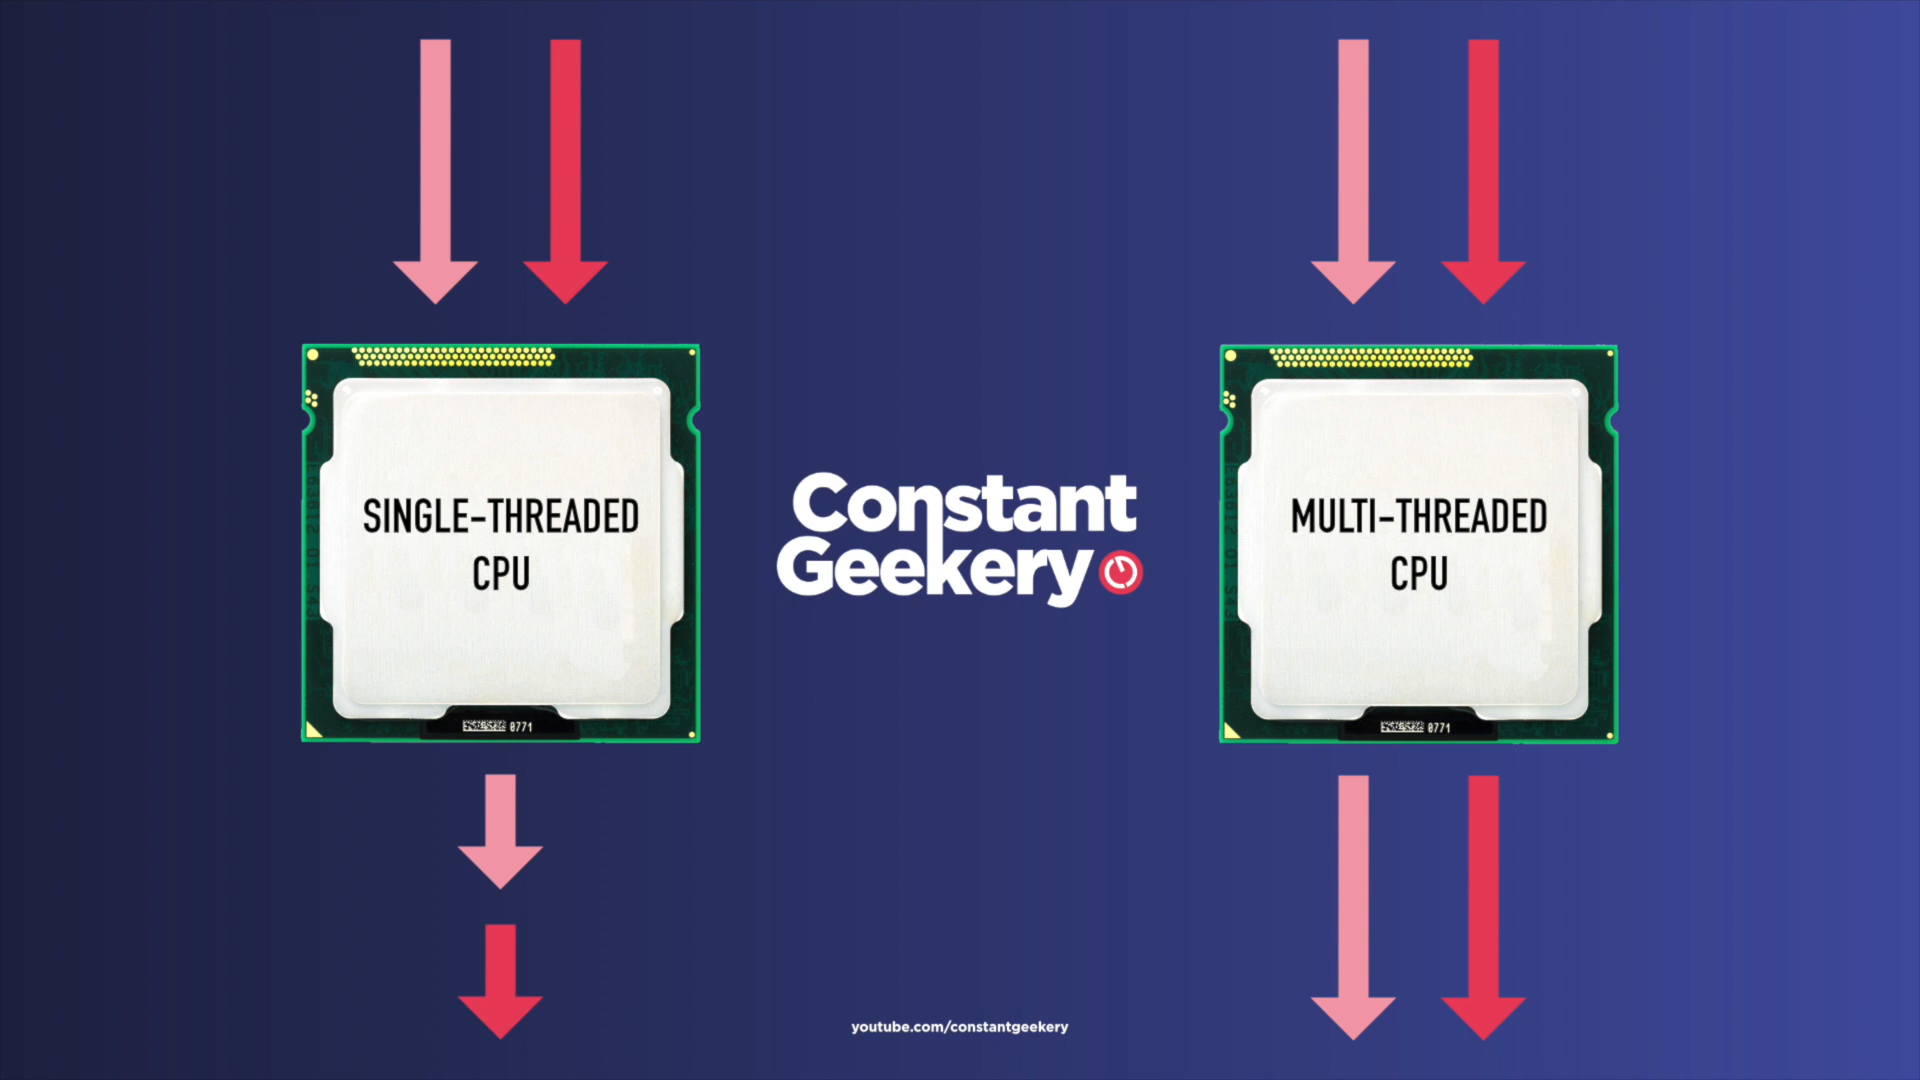 SINGLE-THREADED
CPU
0771
Constant
Geekery
MULTI-THREADED
CPU
0771
youtube.com/constantgeekery